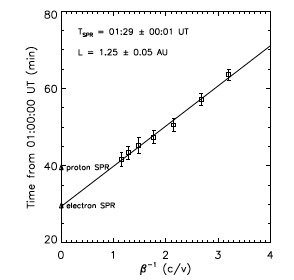 80
T_SPR = 01:29 ± 00:01 UT
L = 1.25 ± 0.05 AU
60
Time from 01:00:00 UT (min)
40
proton SPR
electron SPR
20
0 1 2 3 4
β⁻¹ (c/v)